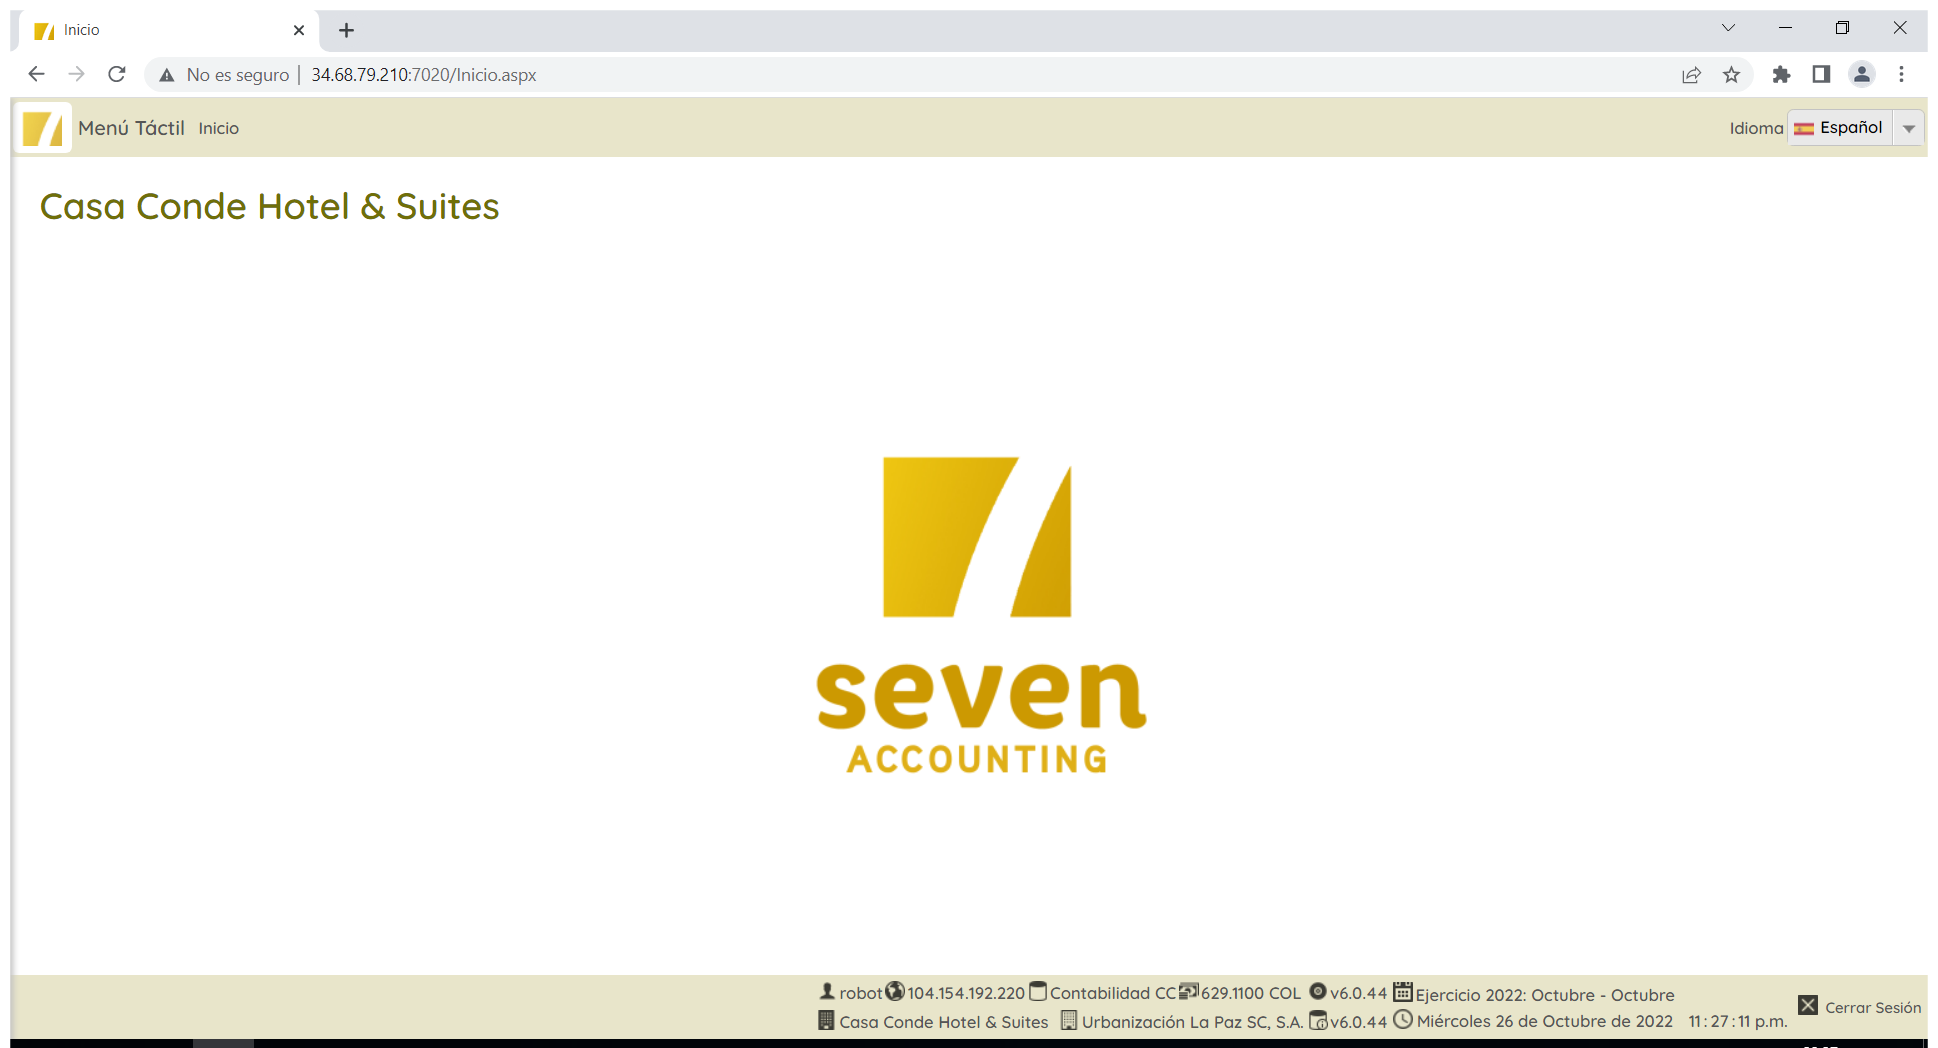 Inicio
No es seguro | 34.68.79.210:7020/Inicio.aspx
Menú Táctil Inicio Idioma Español
Casa Conde Hotel & Suites
seven
ACCOUNTING
robot 104.154.192.220 Contabilidad CC 629.1100 COL v6.0.44 Ejercicio 2022: Octubre - Octubre
Casa Conde Hotel & Suites Urbanización La Paz SC, S.A. v6.0.44 Miércoles 26 de Octubre de 2022 11:27:11 p.m.
Cerrar Sesión